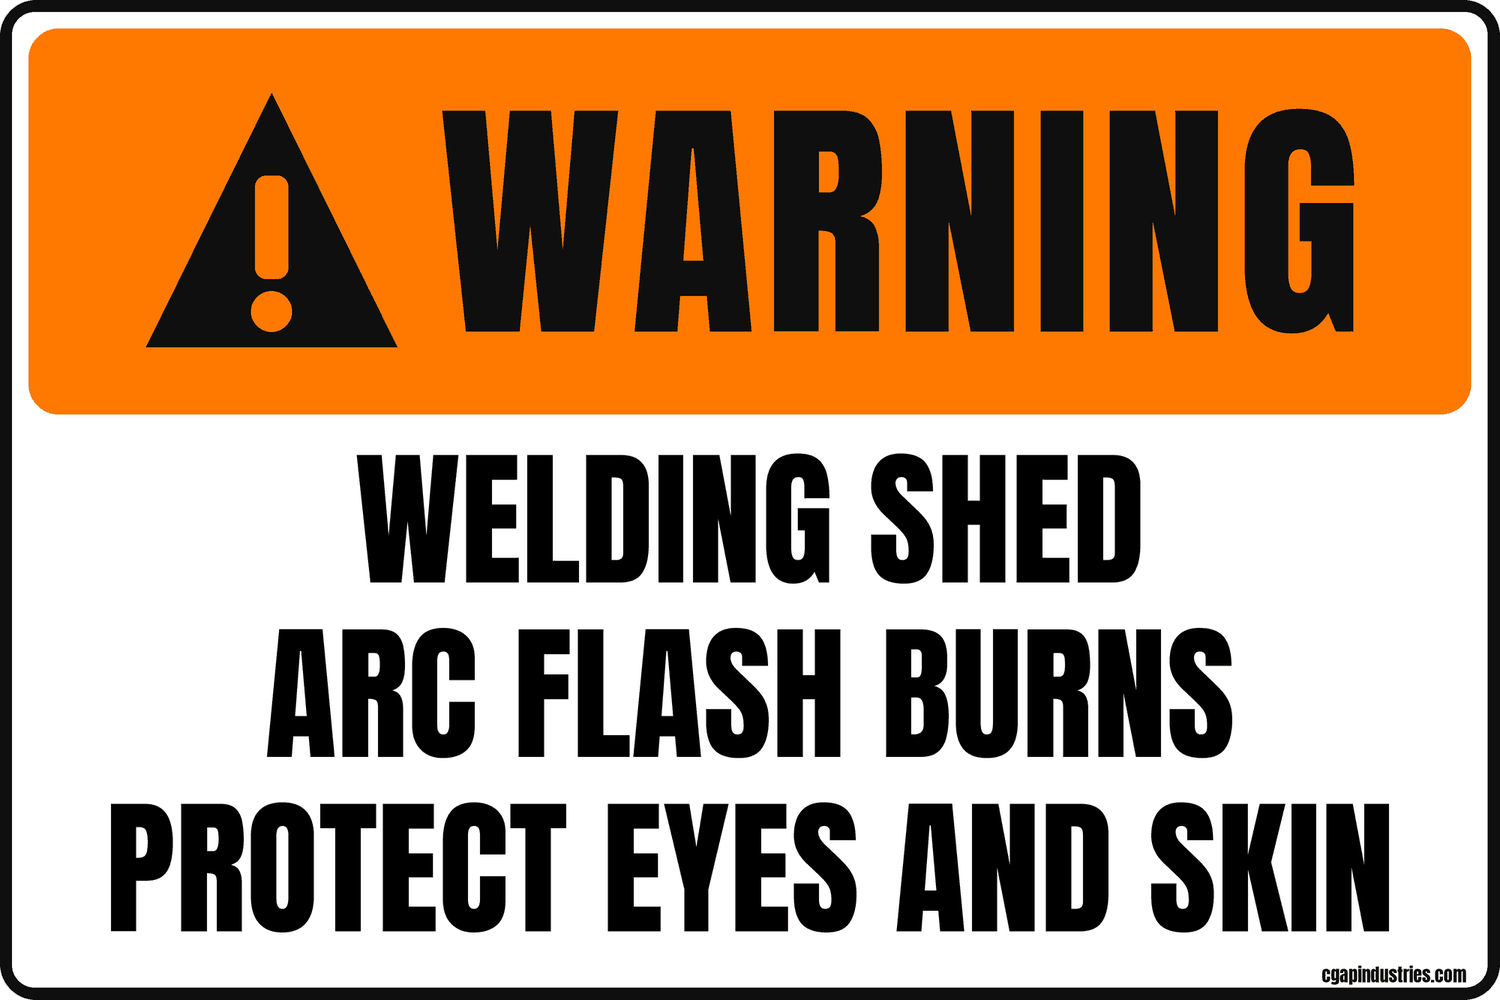 WARNING
WELDING SHED
ARC FLASH BURNS
PROTECT EYES AND SKIN
cgapindustries.com